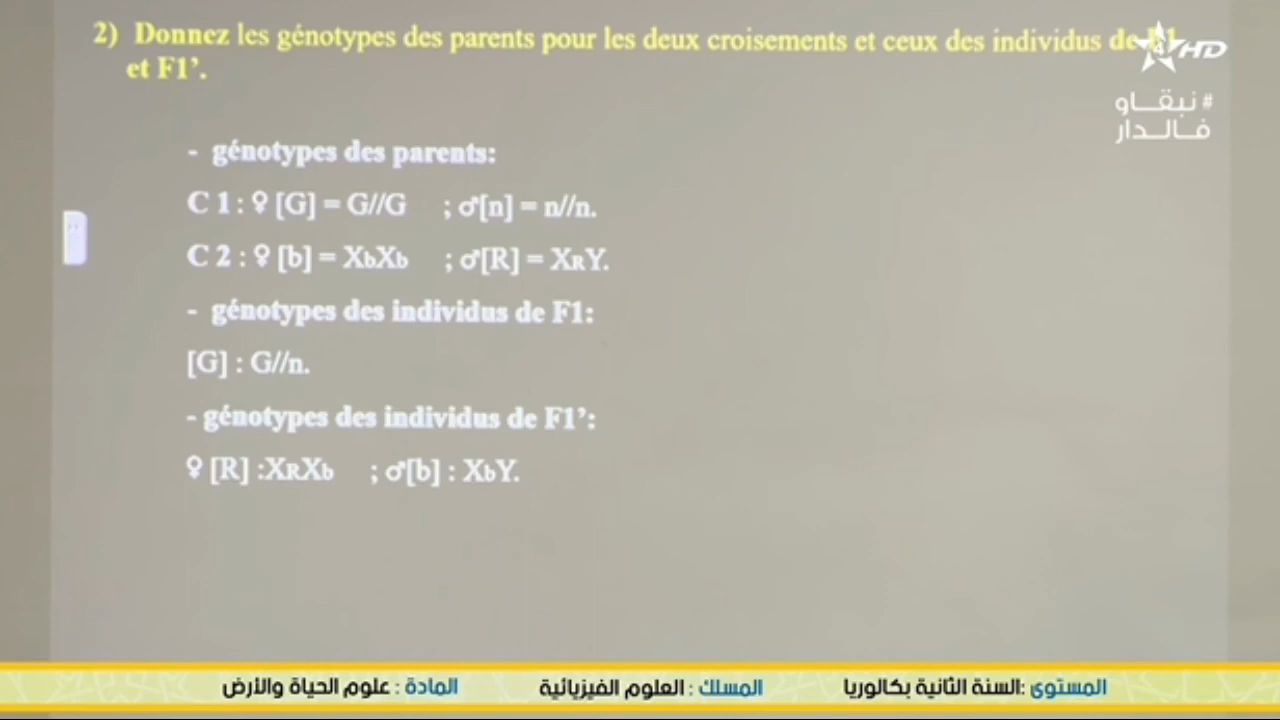 2) Donnez les génotypes des parents pour les deux croisements et ceux des individus de F1
et F1’.
4 HD
#نبقاو
فالدار
- génotypes des parents:
C 1 : ♀ [G] = G//G ; ♂[n] = n//n.
C 2 : ♀ [b] = XbXb ; ♂[R] = XRY.
- génotypes des individus de F1:
[G] : G//n.
- génotypes des individus de F1’:
♀ [R] :XRXb ; ♂[b] : XbY.
المستوى :السنة الثانية بكالوريا المسلك : العلوم الفيزيائية المادة : علوم الحياة والأرض